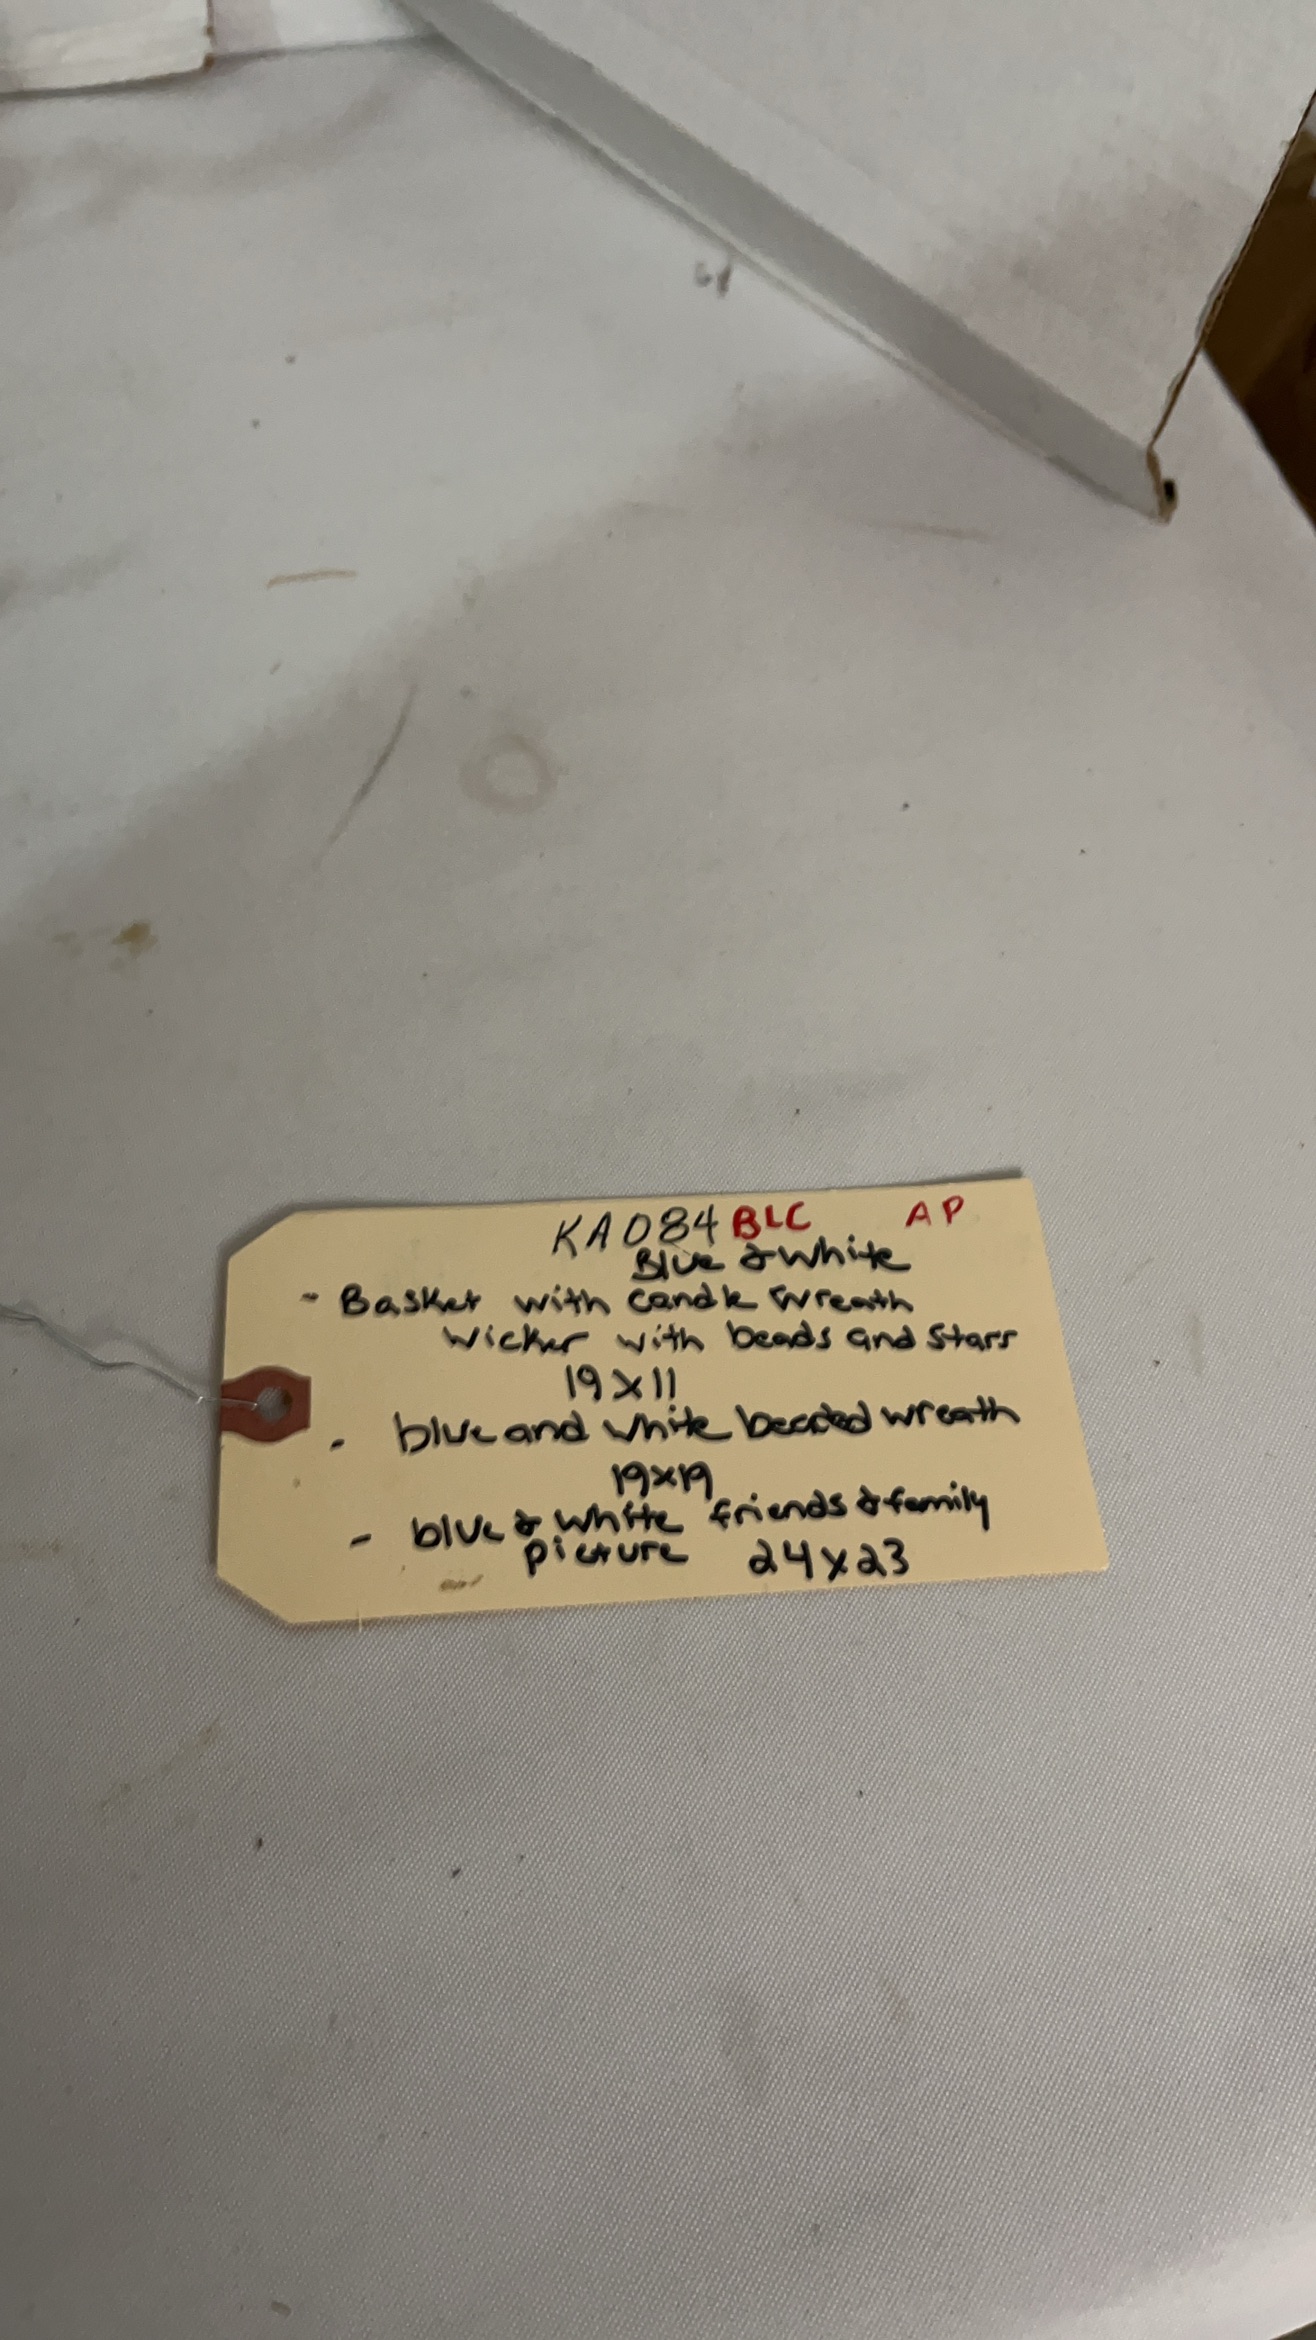 KA084 BLC AP
Blue & White
- Basket with candle wreath
wicker with beads and stars
19x11
- blue and white beaded wreath
19x19
- blue & white friends & family
picture 24x23